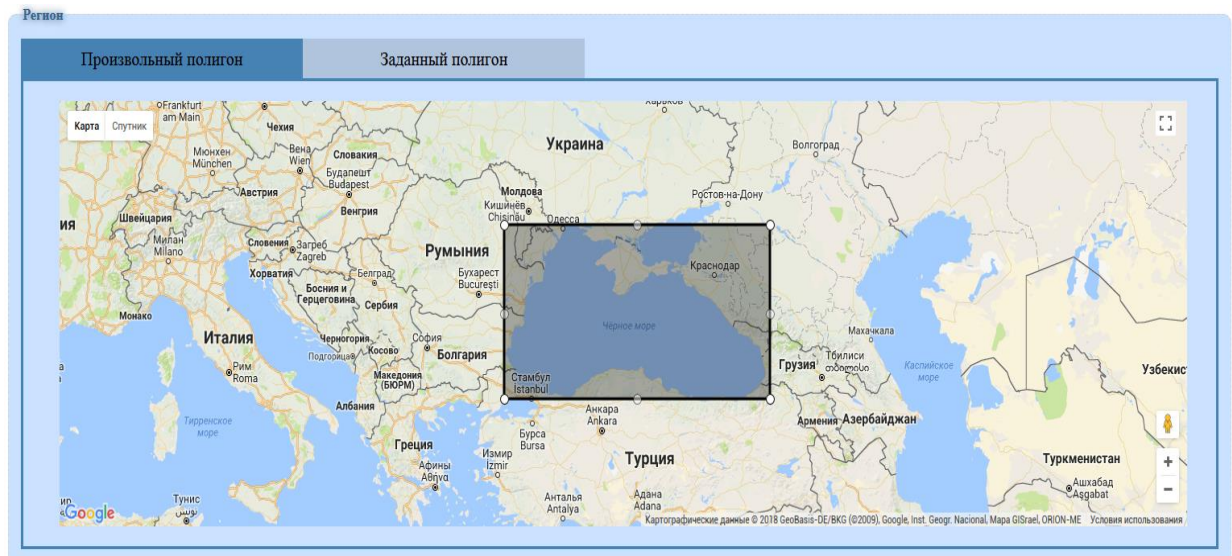 Регион
Произвольный полигон
Заданный полигон
Карта
Спутник
Frankfurt
am Main
Чехия
Мюнхен
München
Вена
Wien
Словакия
Будапешт
Budapest
Австрия
Венгрия
Швейцария
ИЯ
Милан
Milano
Словения
Загреб
Zagreb
Хорватия
Белград
Босния и
Герцеговина
Сербия
Монако
Италия
Черногория
Подгорица
Косово
София
Рим
Roma
Македония
(БЮРМ)
Албания
Тирренское
море
Греция
Афины
Αθήνα
Тунис
تونس
Google
Харьков
Украина
Волгоград
Молдова
Кишинёв
Chișinău
Одесса
Ростов-на-Дону
Румыния
Бухарест
București
Краснодар
Чёрное море
Болгария
Стамбул
İstanbul
Махачкала
Грузия
Тбилиси
თბილისი
Каспийское
море
Узбекис
Анкара
Ankara
Армения
Азербайджан
Бурса
Bursa
Измир
İzmir
Турция
Туркменистан
Ашхабад
Aşgabat
Анталья
Antalya
Адана
Adana
+
−
Картографические данные © 2018 GeoBasis-DE/BKG (©2009), Google, Inst. Geogr. Nacional, Mapa GISrael, ORION-ME
Условия использования